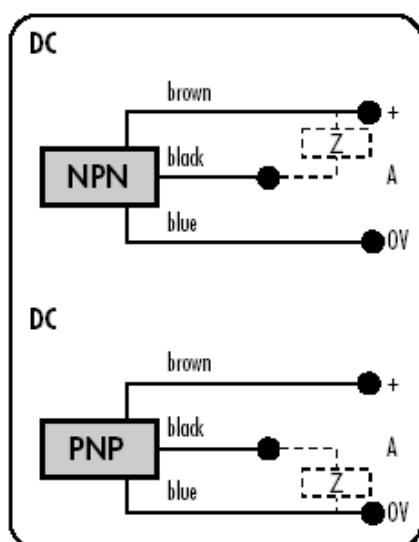 DC
brown
+
Z
black
NPN
A
blue
0V
DC
brown
+
black
A
PNP
Z
blue
0V